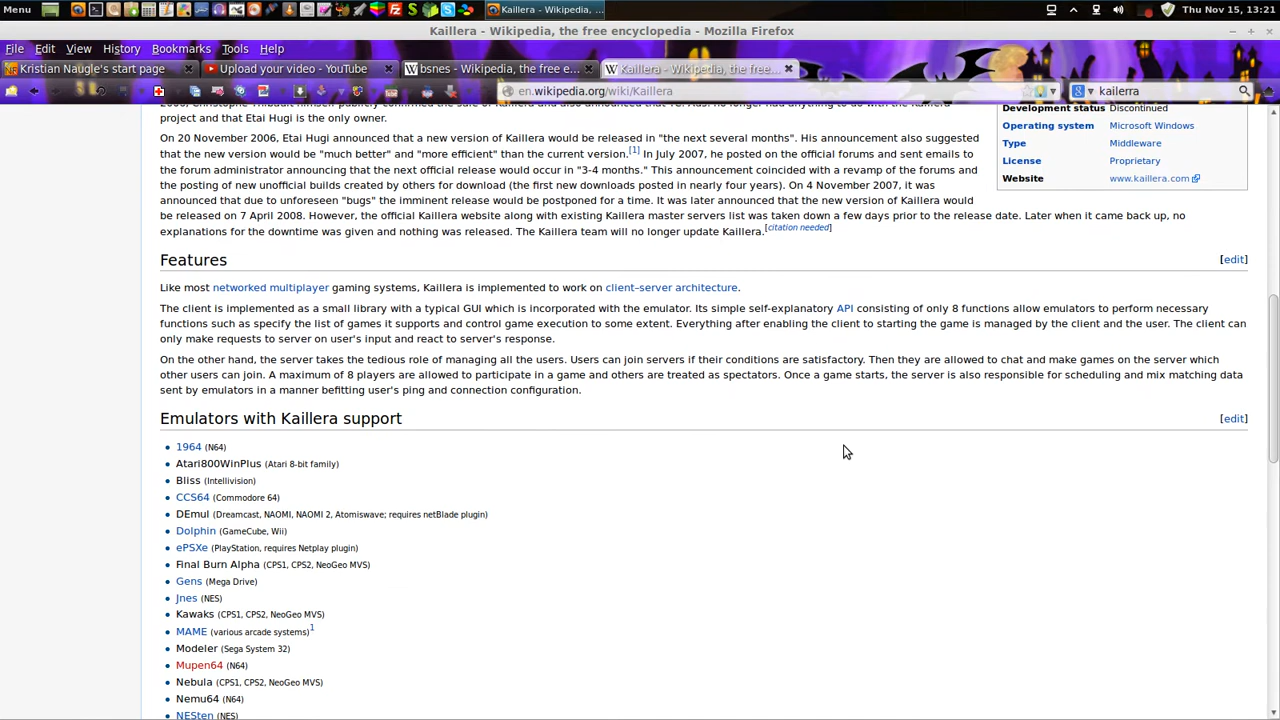 Menu
Kaillera - Wikipedia, ...
Thu Nov 15, 13:21
Kaillera - Wikipedia, the free encyclopedia - Mozilla Firefox
File Edit View History Bookmarks Tools Help
Kristian Naugle's start page
Upload your video - YouTube
bsnes - Wikipedia, the free e...
Kaillera - Wikipedia, the free...
en.wikipedia.org/wiki/Kaillera
kailerra
project and that Etai Hugi is the only owner.
On 20 November 2006, Etai Hugi announced that a new version of Kaillera would be released in "the next several months". His announcement also suggested
that the new version would be "much better" and "more efficient" than the current version.[1] In July 2007, he posted on the official forums and sent emails to
the forum administrator announcing that the next official release would occur in "3-4 months." This announcement coincided with a revamp of the forums and
the posting of new unofficial builds created by others for download (the first new downloads posted in nearly four years). On 4 November 2007, it was
announced that due to unforeseen "bugs" the imminent release would be postponed for a time. It was later announced that the new version of Kaillera would
be released on 7 April 2008. However, the official Kaillera website along with existing Kaillera master servers list was taken down a few days prior to the release date. Later when it came back up, no
explanations for the downtime was given and nothing was released. The Kaillera team will no longer update Kaillera.[citation needed]
Development status Discontinued
Operating system Microsoft Windows
Type Middleware
License Proprietary
Website www.kaillera.com
Features [edit]
Like most networked multiplayer gaming systems, Kaillera is implemented to work on client–server architecture.
The client is implemented as a small library with a typical GUI which is incorporated with the emulator. Its simple self-explanatory API consisting of only 8 functions allow emulators to perform necessary
functions such as specify the list of games it supports and control game execution to some extent. Everything after enabling the client to starting the game is managed by the client and the user. The client can
only make requests to server on user's input and react to server's response.
On the other hand, the server takes the tedious role of managing all the users. Users can join servers if their conditions are satisfactory. Then they are allowed to chat and make games on the server which
other users can join. A maximum of 8 players are allowed to participate in a game and others are treated as spectators. Once a game starts, the server is also responsible for scheduling and mix matching data
sent by emulators in a manner befitting user's ping and connection configuration.
Emulators with Kaillera support [edit]
1964 (N64)
Atari800WinPlus (Atari 8-bit family)
Bliss (Intellivision)
CCS64 (Commodore 64)
DEmul (Dreamcast, NAOMI, NAOMI 2, Atomiswave; requires netBlade plugin)
Dolphin (GameCube, Wii)
ePSXe (PlayStation, requires Netplay plugin)
Final Burn Alpha (CPS1, CPS2, NeoGeo MVS)
Gens (Mega Drive)
Jnes (NES)
Kawaks (CPS1, CPS2, NeoGeo MVS)
MAME (various arcade systems)1
Modeler (Sega System 32)
Mupen64 (N64)
Nebula (CPS1, CPS2, NeoGeo MVS)
Nemu64 (N64)
NESten (NES)